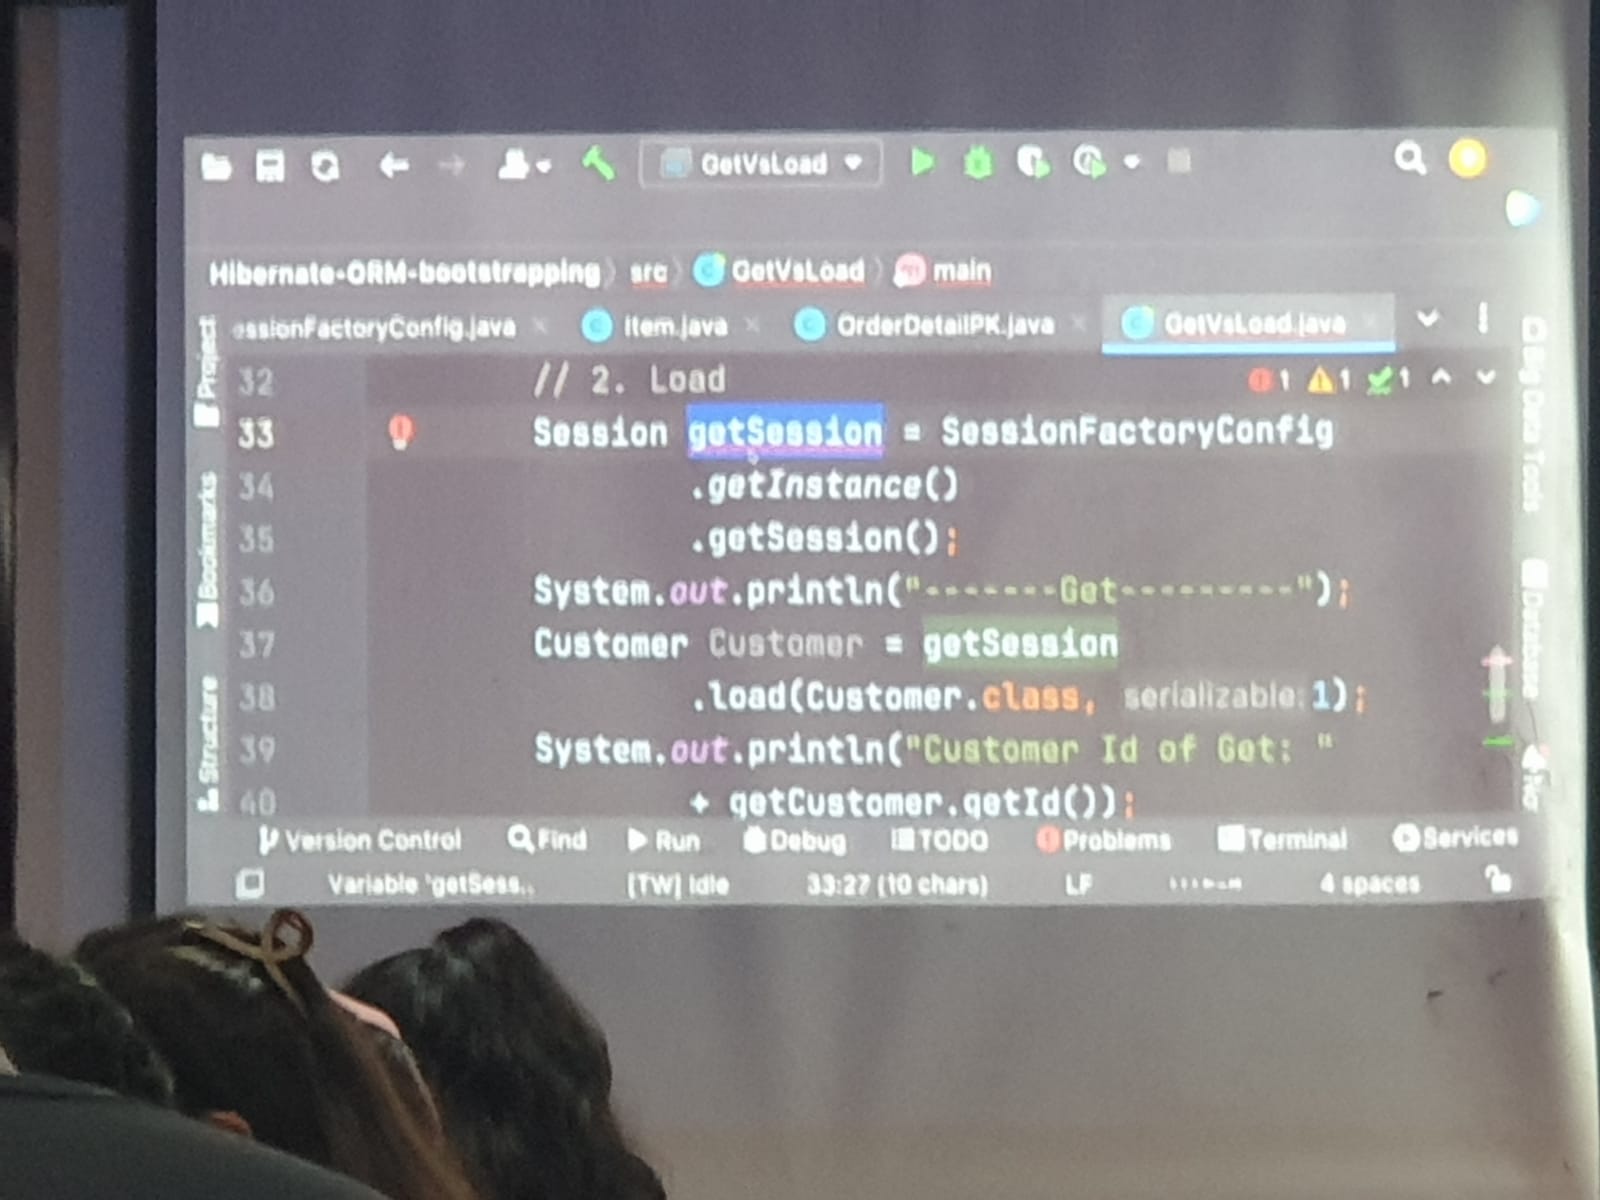 GetVsLoad
Hibernate-ORM-bootstrapping src GetVsLoad main
essionFactoryConfig.java Item.java OrderDetailPK.java GetVsLoad.java
Project
Bookmarks
Structure
32 // 2. Load 1 1 1
33 Session getSession = SessionFactoryConfig
34 .getInstance()
35 .getSession();
36 System.out.println("-------Get---------");
37 Customer Customer = getSession
38 .load(Customer.class, serializable: 1);
39 System.out.println("Customer Id of Get: "
40 + getCustomer.getId());
Big Data Tools
Database
Version Control Find Run Debug TODO Problems Terminal Services
Variable 'getSess.. [TW] Idle 33:27 (10 chars) LF 4 spaces